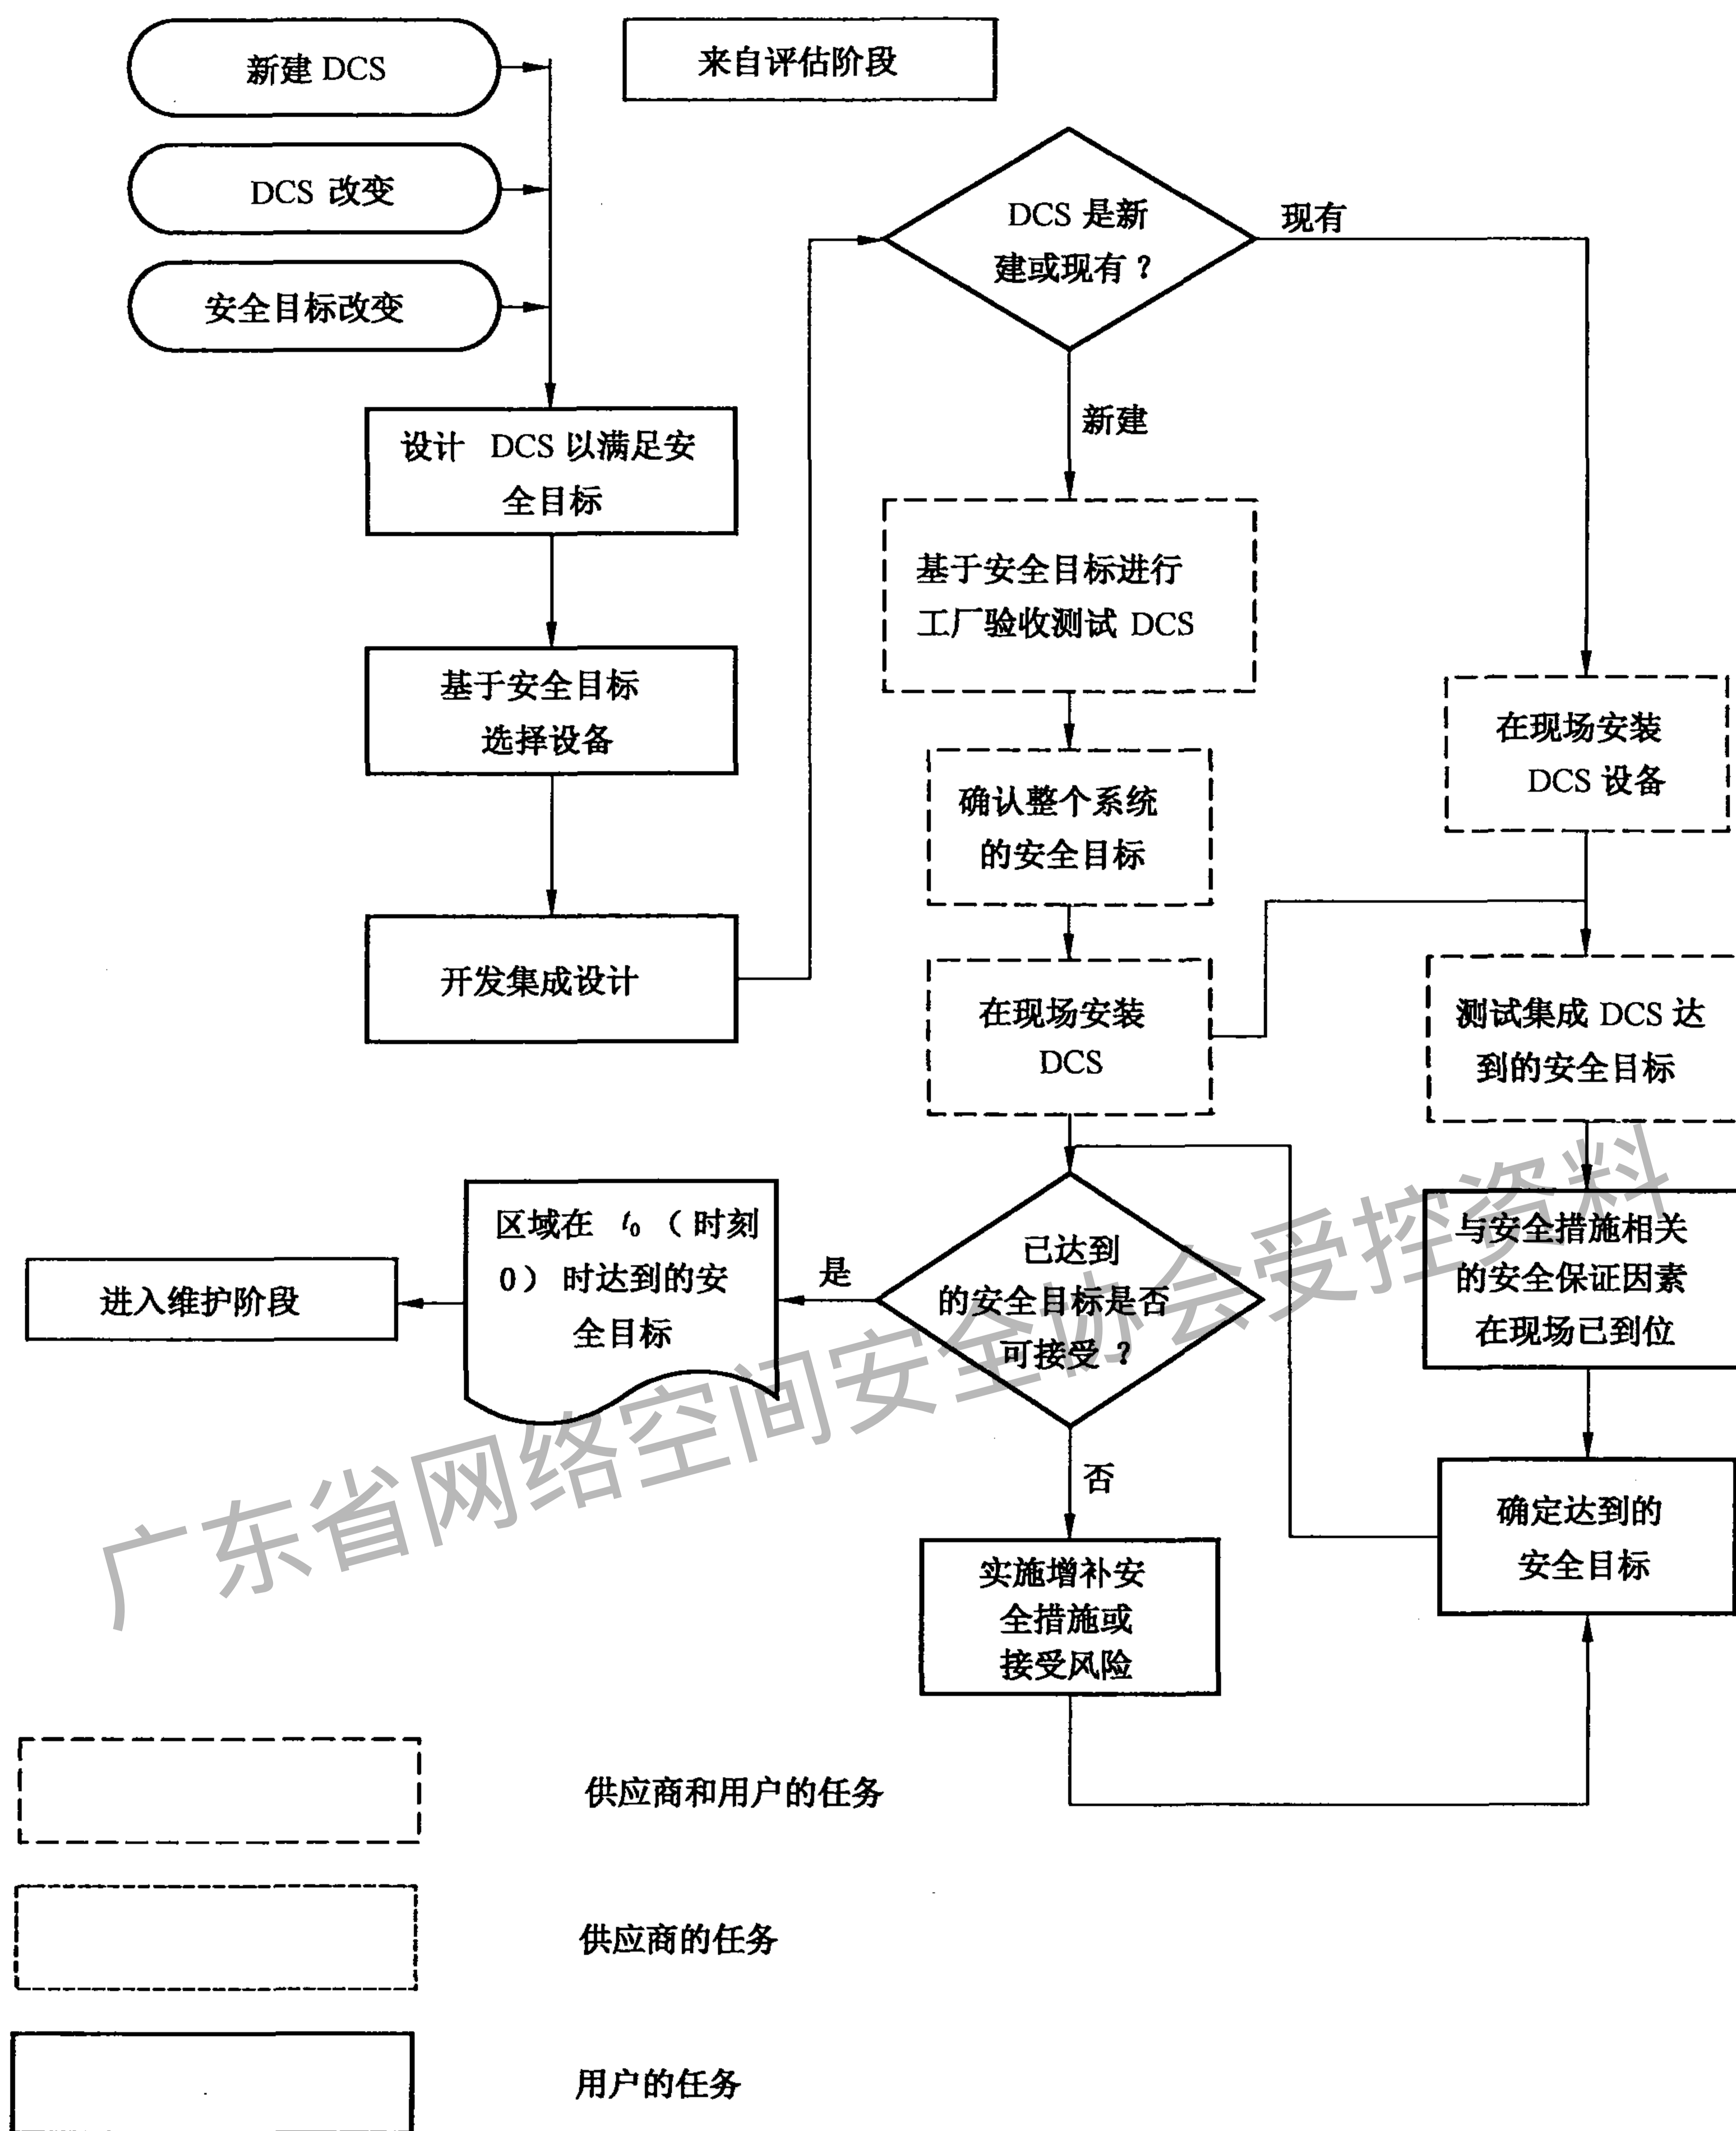 新建 DCS
来自评估阶段
DCS 改变
安全目标改变
设计 DCS 以满足安
全目标
基于安全目标
选择设备
开发集成设计
DCS 是新
建或现有？
现有
新建
基于安全目标进行
工厂验收测试 DCS
确认整个系统
的安全目标
在现场安装
DCS
在现场安装
DCS 设备
测试集成 DCS 达
到的安全目标
与安全措施相关
的安全保证因素
在现场已到位
确定达到的
安全目标
已达到
的安全目标是否
可接受？
是
否
区域在 t₀（时刻
0）时达到的安
全目标
进入维护阶段
实施增补安
全措施或
接受风险
供应商和用户的任务
供应商的任务
用户的任务
广东省网络空间安全协会受控资料